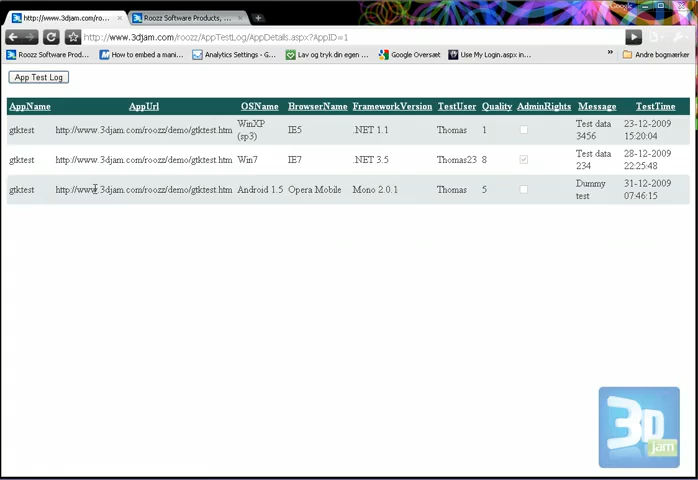 Google
http://www.3djam.com/roozz/...
Roozz Software Products, ...
http://www.3djam.com/roozz/AppTestLog/AppDetails.aspx?AppID=1
Roozz Software Prod...
How to embed a mani...
Analytics Settings - G...
Lav og tryk din egen ...
Google Oversæt
Use My Login.aspx in...
»
Andre bogmærker
App Test Log
AppName AppUrl OSName BrowserName FrameworkVersion TestUser Quality AdminRights Message TestTime
gtktest http://www.3djam.com/roozz/demo/gtktest.htm WinXP (sp3) IE5 .NET 1.1 Thomas 1 Test data 3456 23-12-2009 15:20:04
gtktest http://www.3djam.com/roozz/demo/gtktest.htm Win7 IE7 .NET 3.5 Thomas23 8 Test data 234 28-12-2009 22:25:48
gtktest http://www.3djam.com/roozz/demo/gtktest.htm Android 1.5 Opera Mobile Mono 2.0.1 Thomas 5 Dummy test 31-12-2009 07:46:15
3D
jam